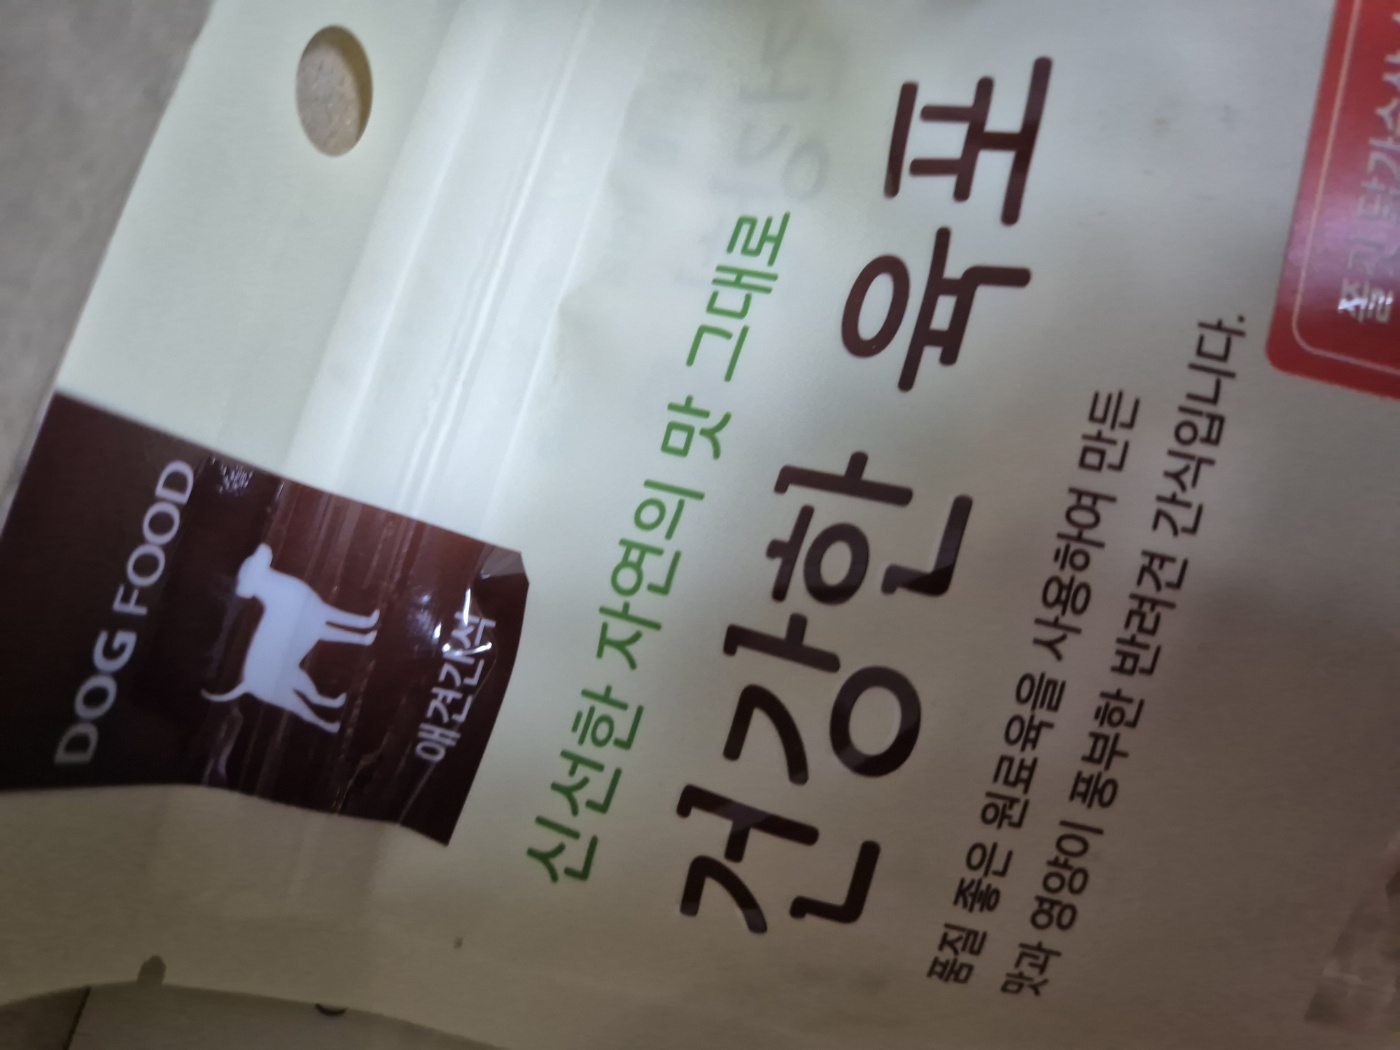 DOG FOOD
애견간식
신선한 자연의 맛 그대로
건강한 육포
품질 좋은 원료육을 사용하여 만든
맛과 영양이 풍부한 반려견 간식입니다.